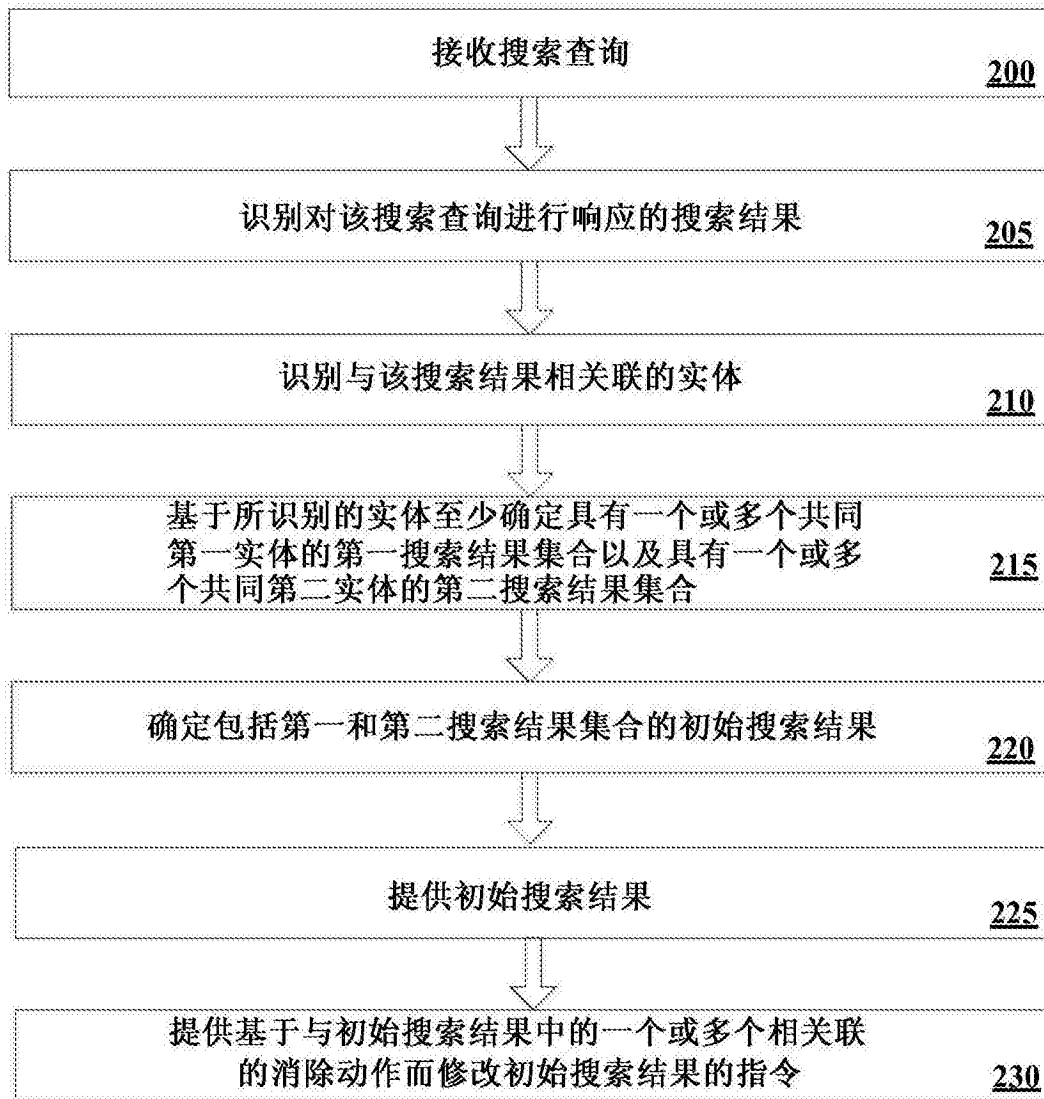 接收搜索查询
200
识别对该搜索查询进行响应的搜索结果
205
识别与该搜索结果相关联的实体
210
基于所识别的实体至少确定具有一个或多个共同
第一实体的第一搜索结果集合以及具有一个或多
个共同第二实体的第二搜索结果集合
215
确定包括第一和第二搜索结果集合的初始搜索结果
220
提供初始搜索结果
225
提供基于与初始搜索结果中的一个或多个相关联
的消除动作而修改初始搜索结果的指令
230